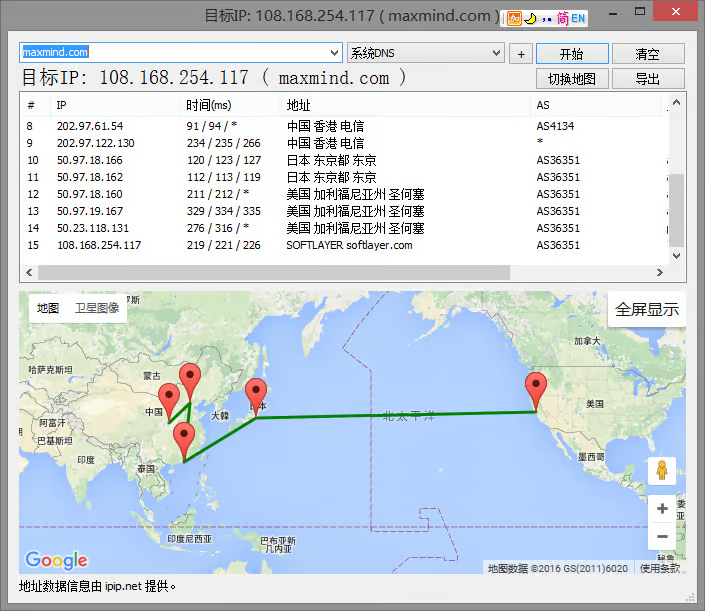 目标IP: 108.168.254.117 ( maxmind.com )
简 EN
maxmind.com 系统DNS + 开始 清空
目标IP: 108.168.254.117 ( maxmind.com ) 切换地图 导出
# IP 时间(ms) 地址 AS
8 202.97.61.54 91 / 94 / * 中国 香港 电信 AS4134
9 202.97.122.130 234 / 235 / 266 中国 香港 电信 *
10 50.97.18.166 120 / 123 / 127 日本 东京都 东京 AS36351
11 50.97.18.162 112 / 113 / 119 日本 东京都 东京 AS36351
12 50.97.18.160 211 / 212 / * 美国 加利福尼亚州 圣何塞 AS36351
13 50.97.19.167 329 / 334 / 335 美国 加利福尼亚州 圣何塞 AS36351
14 50.23.118.131 276 / 316 / * 美国 加利福尼亚州 圣何塞 AS36351
15 108.168.254.117 219 / 221 / 226 SOFTLAYER softlayer.com AS36351
地图 卫星图像 全屏显示
加拿大
哈萨克斯坦
蒙古
美国
中国 大韓 北太平洋
阿富汗
巴基斯坦
墨西哥
印度
泰国
印度尼西亚
巴布亚新
几内亚
Google
地图数据 ©2016 GS(2011)6020 使用条款
地址数据信息由 ipip.net 提供。